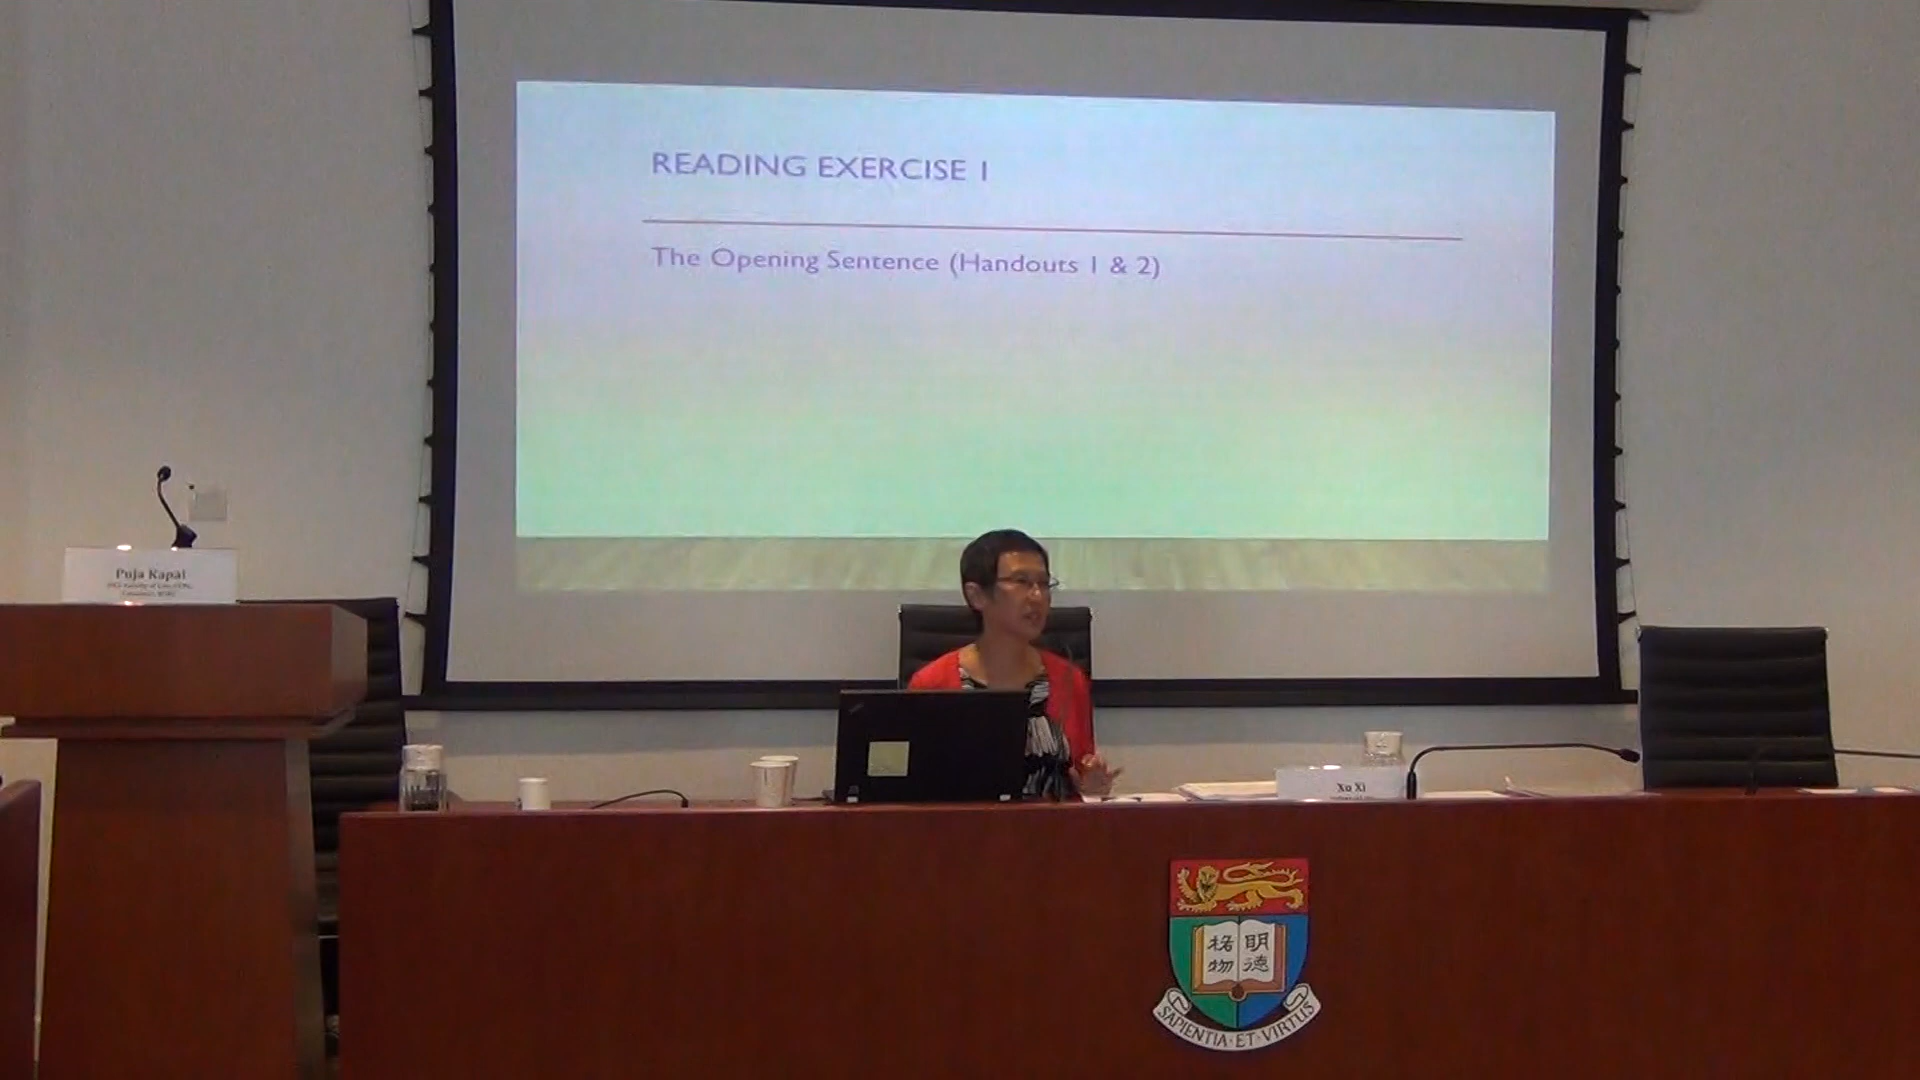 READING EXERCISE 1
The Opening Sentence (Handouts 1 & 2)
Puja Kapai
Xu Xi
明德
格物
SAPIENTIA·ET·VIRTUS